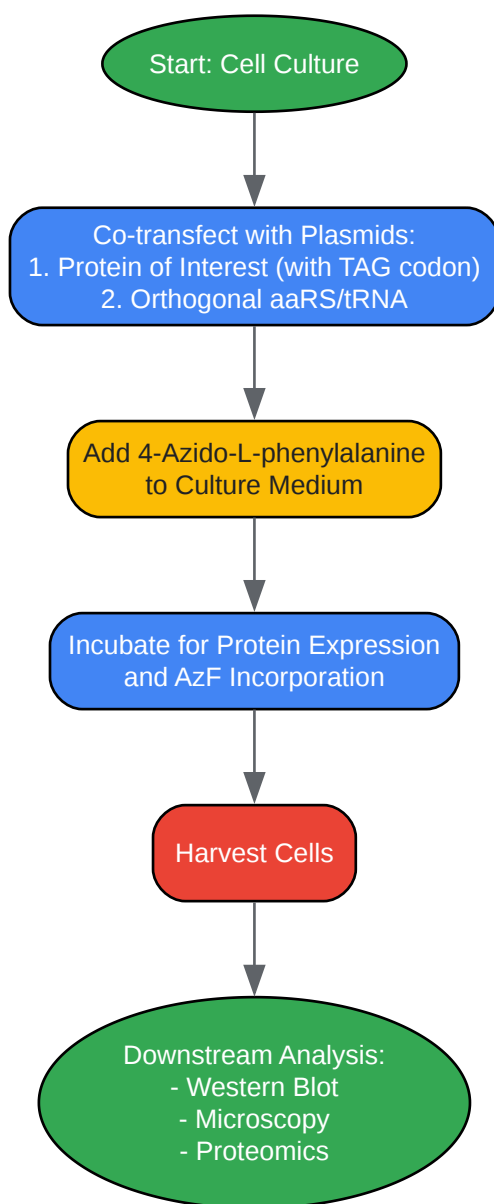 Start: Cell Culture
Co-transfect with Plasmids:
1. Protein of Interest (with TAG codon)
2. Orthogonal aaRS/tRNA
Add 4-Azido-L-phenylalanine
to Culture Medium
Incubate for Protein Expression
and AzF Incorporation
Harvest Cells
Downstream Analysis:
- Western Blot
- Microscopy
- Proteomics